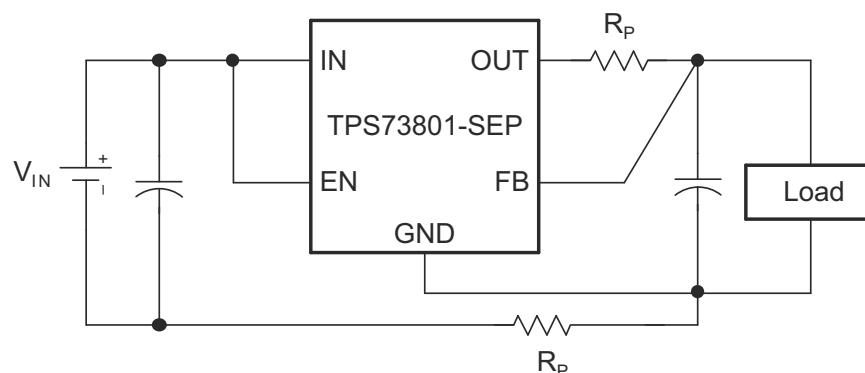 R_P
IN
OUT
TPS73801-SEP
V_IN
+
EN
FB
Load
GND
R_P